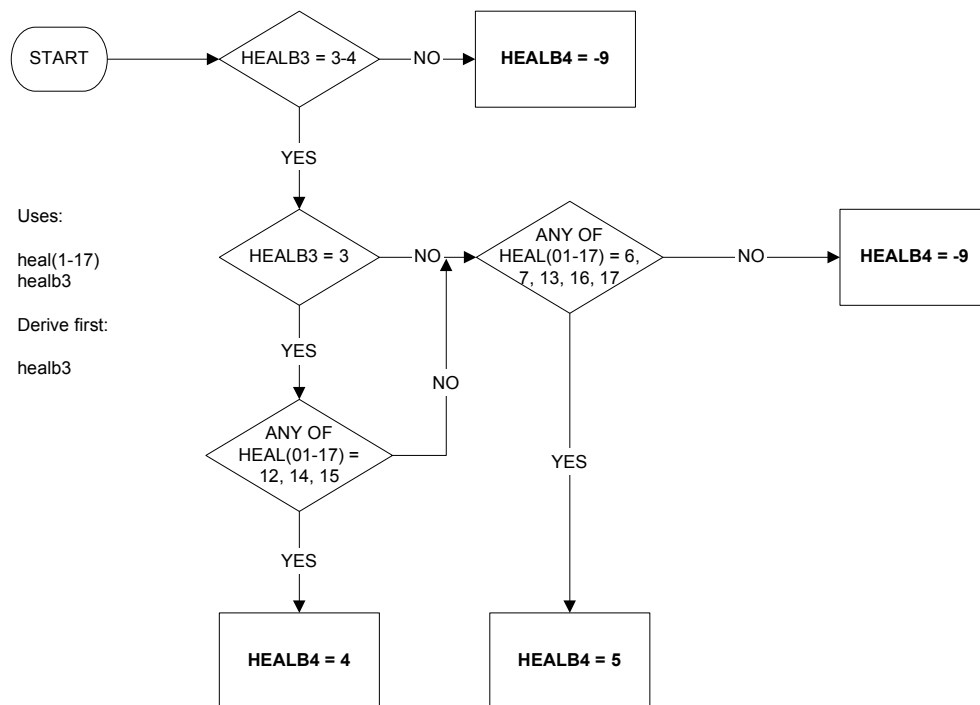 START
HEALB3 = 3-4
NO
HEALB4 = -9
YES
Uses:
heal(1-17)
healb3
Derive first:
healb3
HEALB3 = 3
NO
ANY OF
HEAL(01-17) = 6,
7, 13, 16, 17
NO
HEALB4 = -9
YES
NO
ANY OF
HEAL(01-17) =
12, 14, 15
YES
YES
HEALB4 = 4
HEALB4 = 5